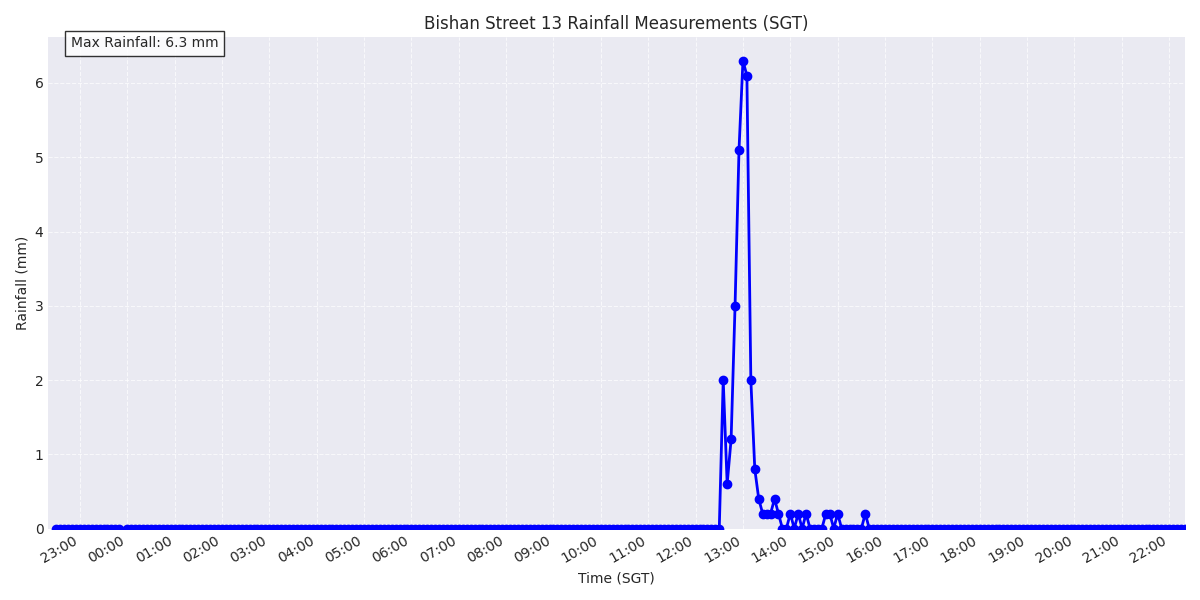 Bishan Street 13 Rainfall Measurements (SGT)
Max Rainfall: 6.3 mm
Rainfall (mm)
6
5
4
3
2
1
0
23:00 00:00 01:00 02:00 03:00 04:00 05:00 06:00 07:00 08:00 09:00 10:00 11:00 12:00 13:00 14:00 15:00 16:00 17:00 18:00 19:00 20:00 21:00 22:00
Time (SGT)